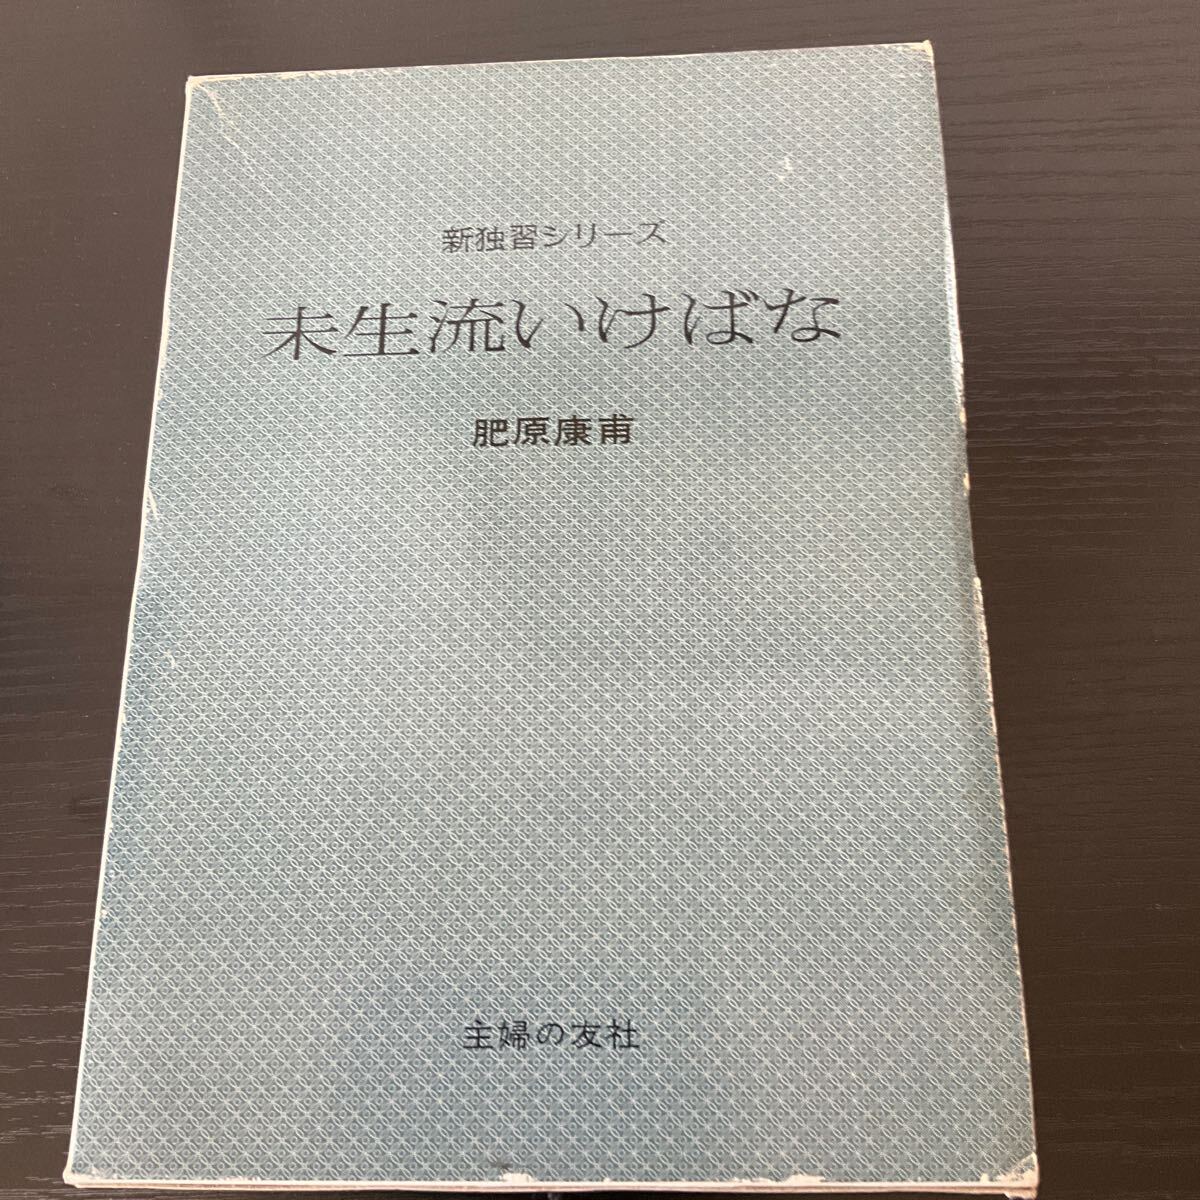 新独習シリーズ
未生流いけばな
肥原康甫
主婦の友社